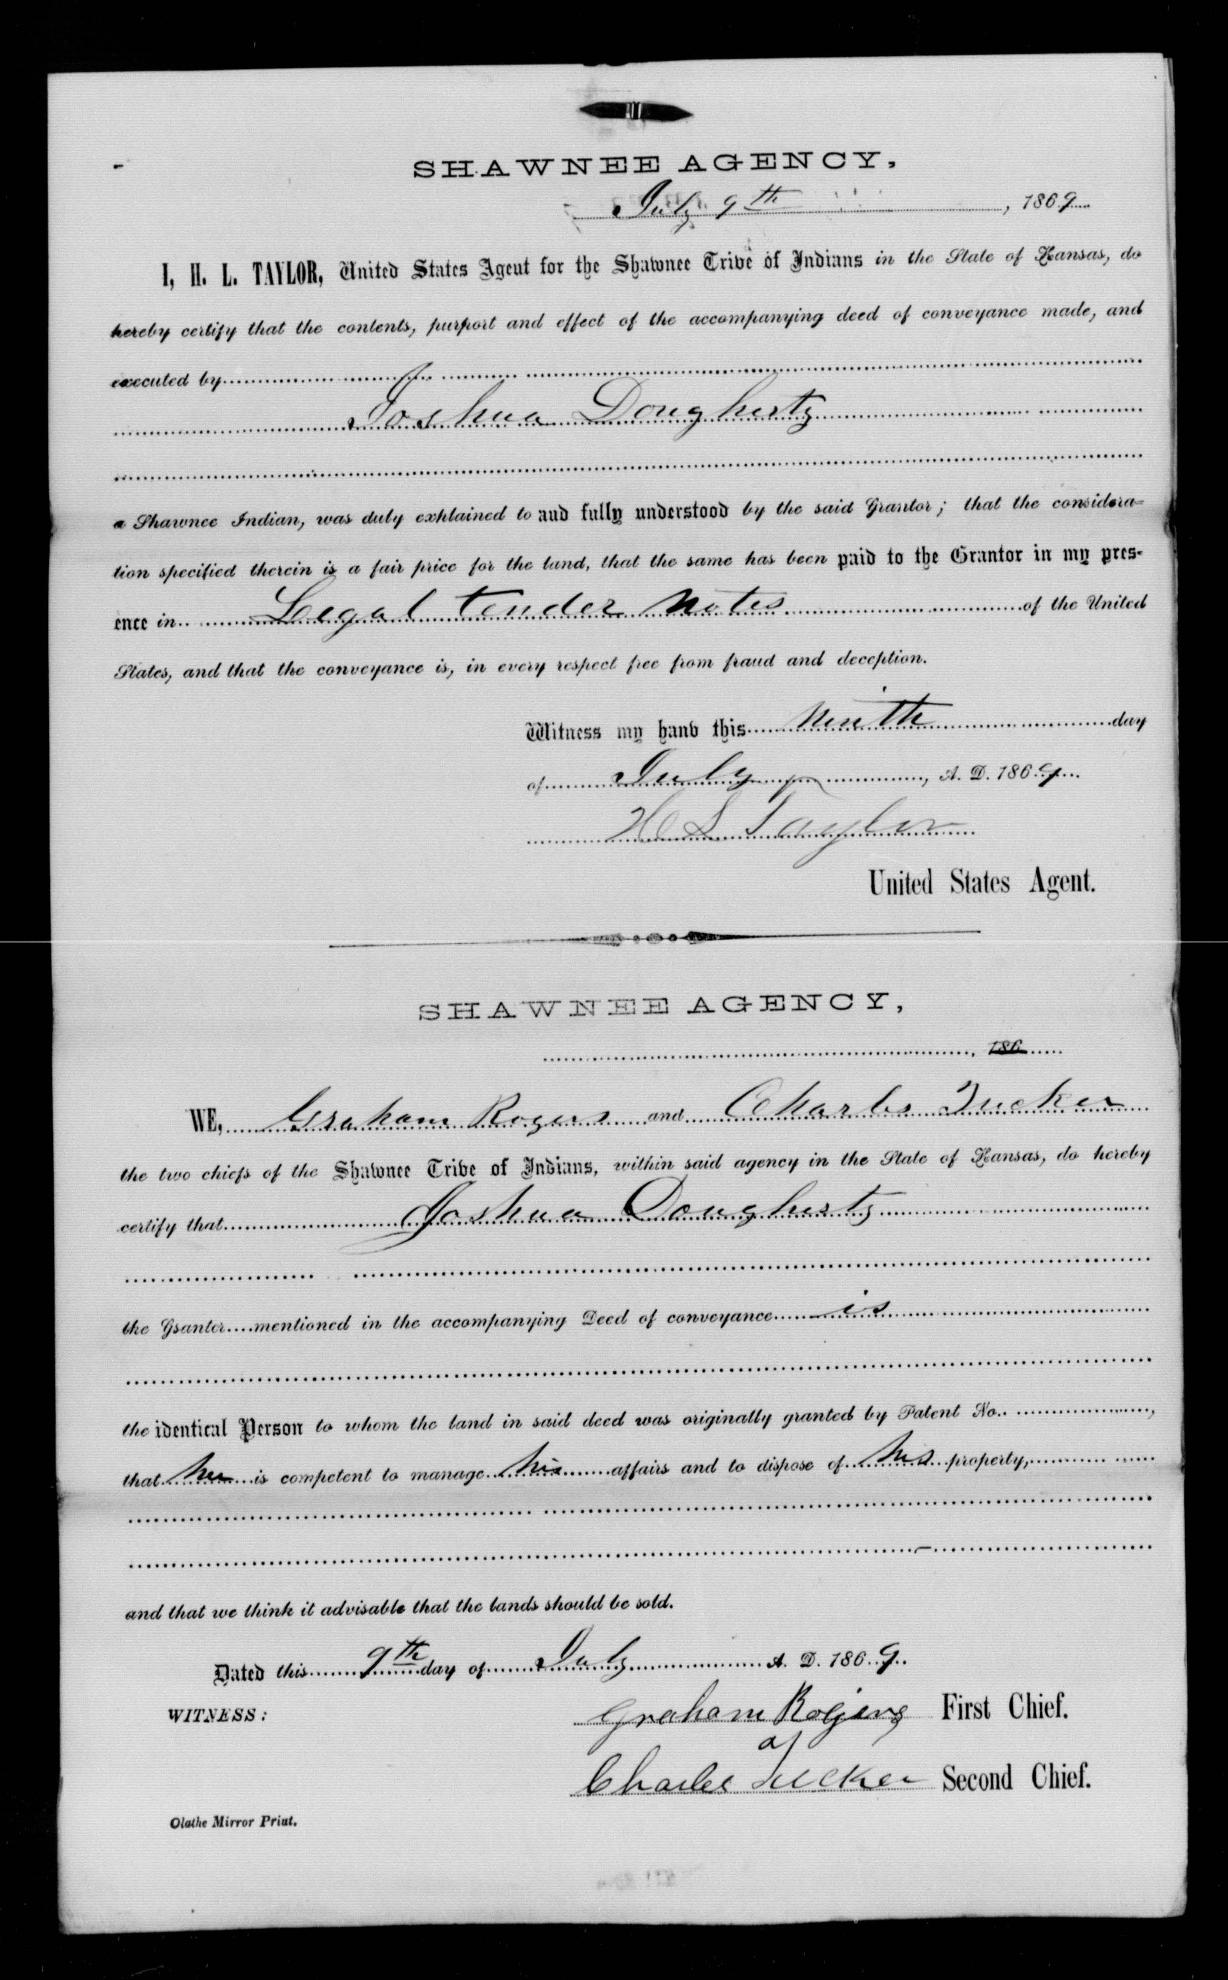 SHAWNEE AGENCY,
July 9th, 1869
I, H. L. TAYLOR, United States Agent for the Shawnee Tribe of Indians in the State of Kansas, do
hereby certify that the contents, purport and effect of the accompanying deed of conveyance made, and
executed by
Joshua Dougherty
a Shawnee Indian, was duly explained to and fully understood by the said Grantor; that the considera-
tion specified therein is a fair price for the land, that the same has been paid to the Grantor in my pres-
ence in Legal tender notes of the United
States, and that the conveyance is, in every respect free from fraud and deception.
Witness my hand this Ninth day
of July, A. D. 1869
H L Taylor
United States Agent.
SHAWNEE AGENCY,
, 186
WE, Graham Rogers and Charles Tucker
the two chiefs of the Shawnee Tribe of Indians, within said agency in the State of Kansas, do hereby
certify that Joshua Dougherty
the Grantor mentioned in the accompanying Deed of conveyance is
the identical Person to whom the land in said deed was originally granted by Patent No. ,
that he is competent to manage his affairs and to dispose of his property,
and that we think it advisable that the lands should be sold.
Dated this 9th day of July A. D. 1869.
WITNESS:
Graham Rogers First Chief.
Charles Tucker Second Chief.
Olathe Mirror Print.